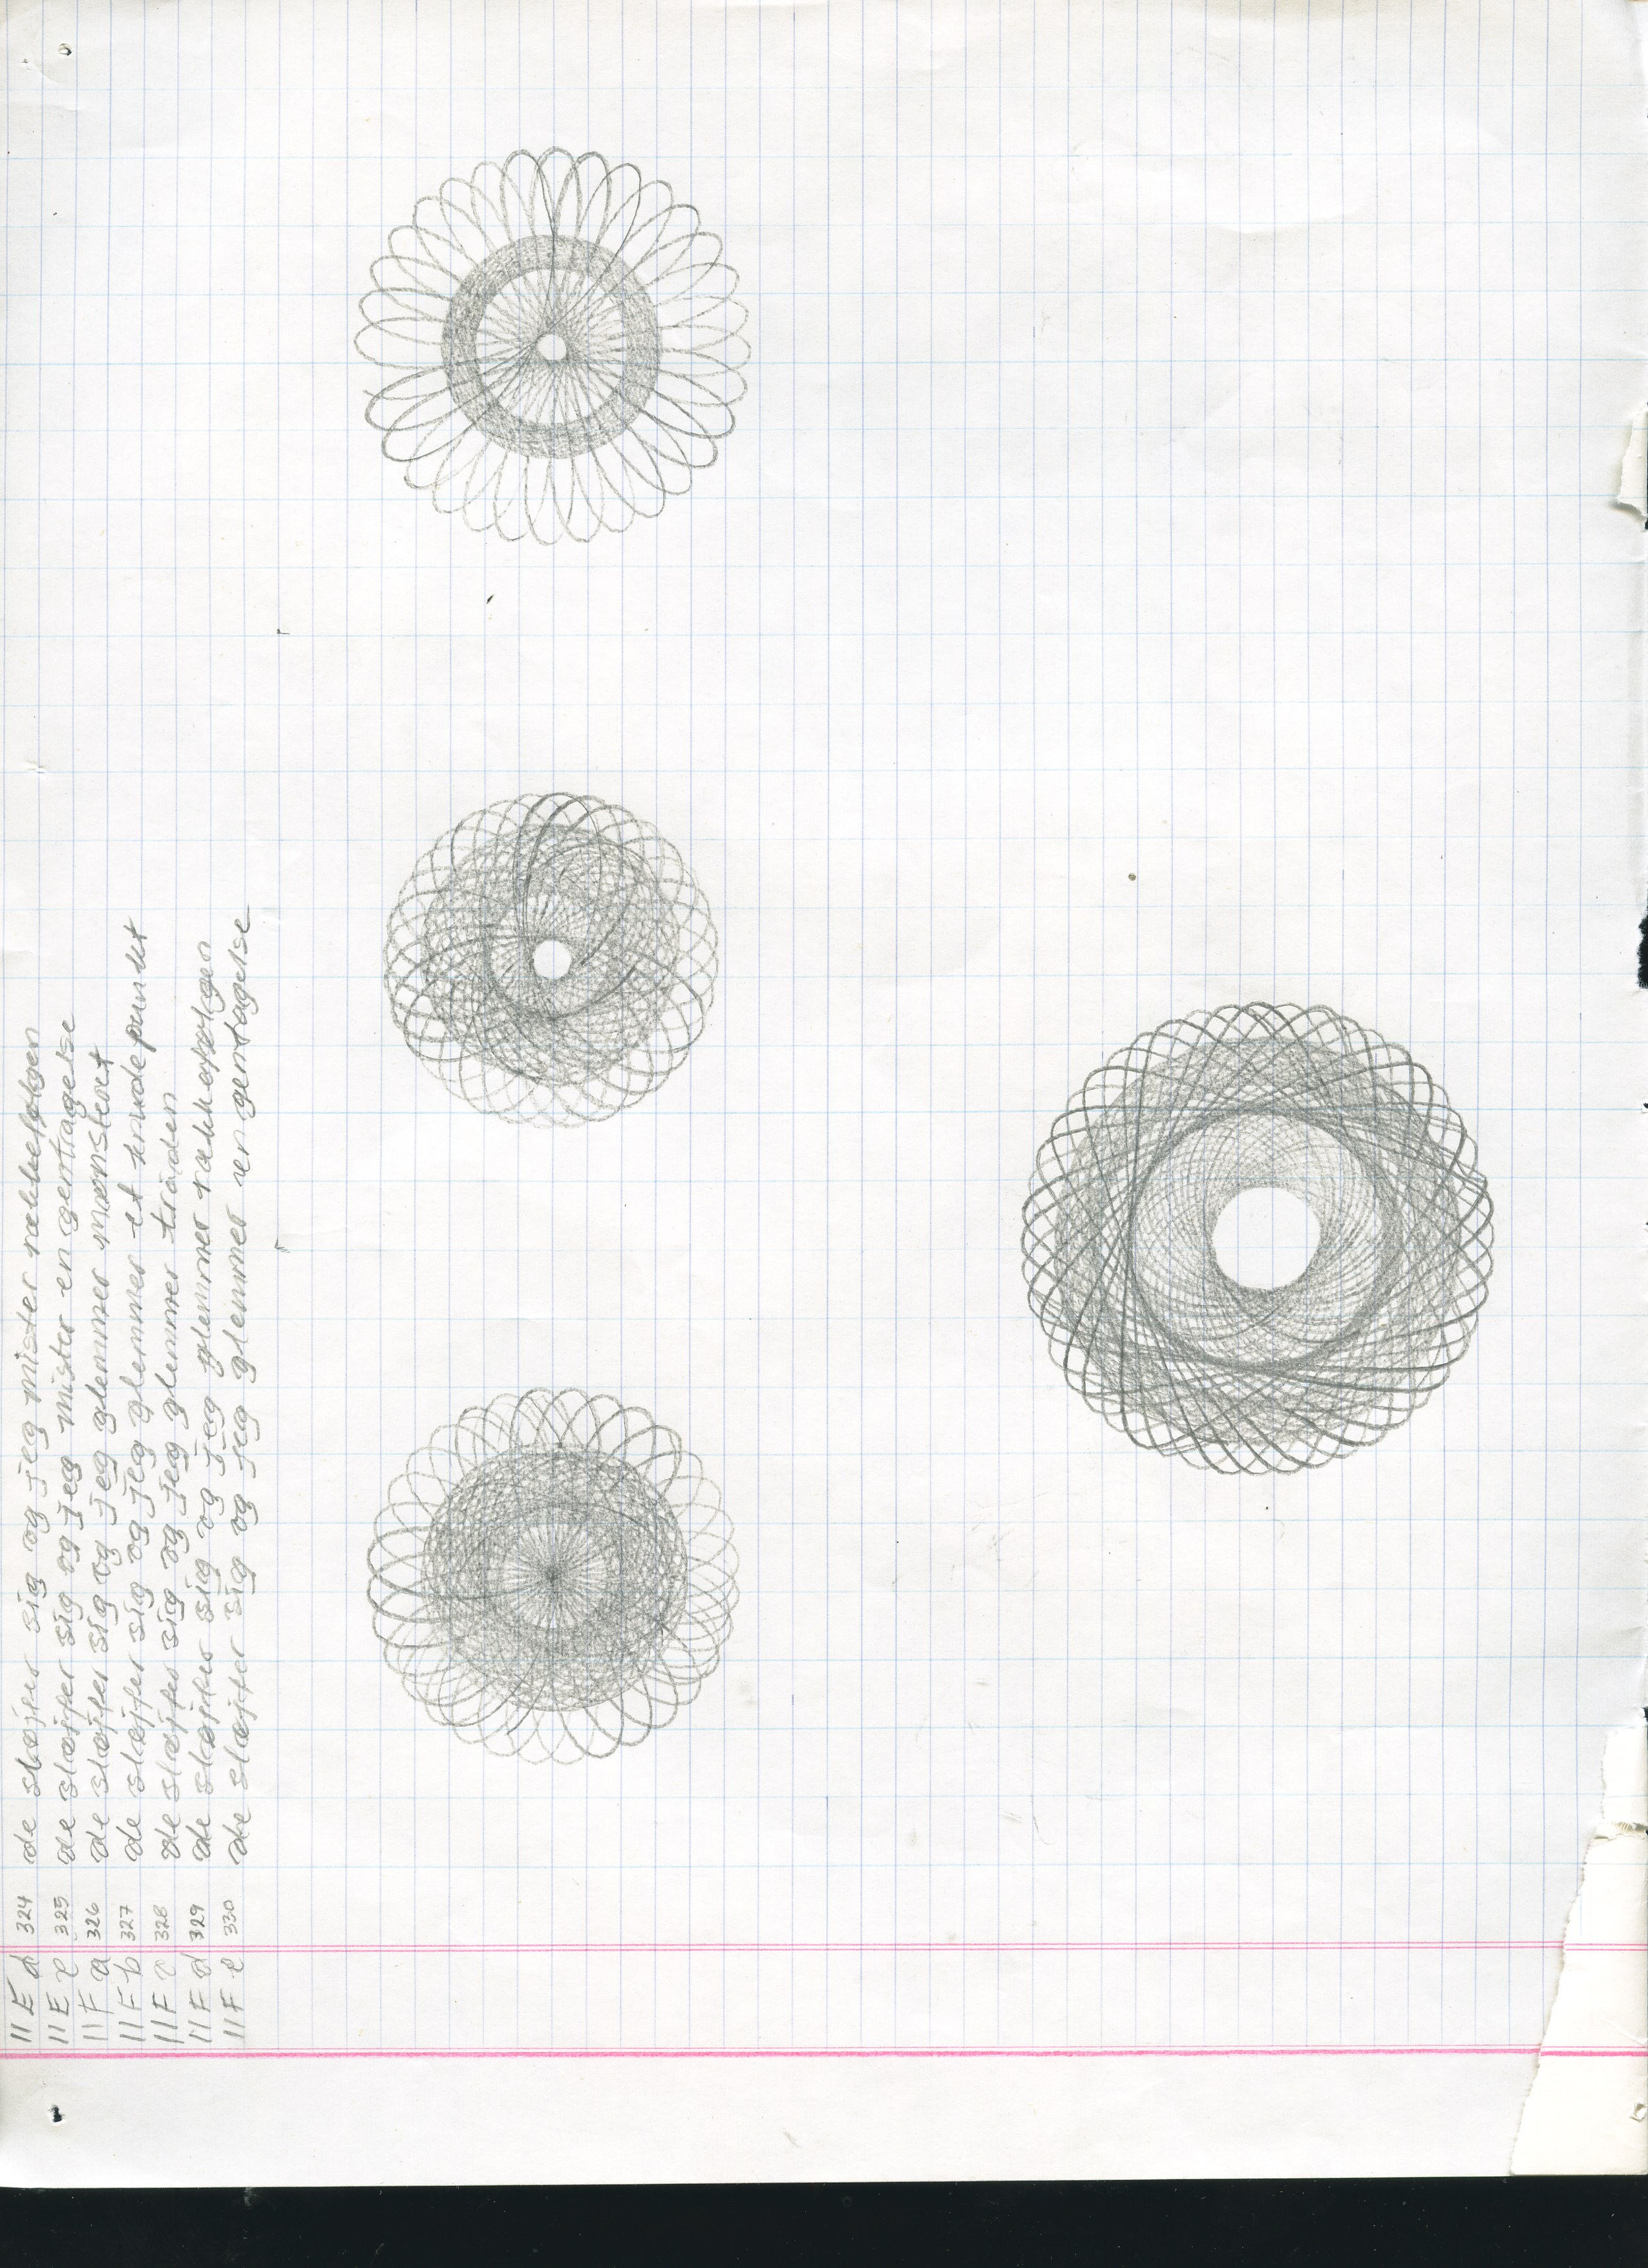 11 E d 324 de sløjfer sig og jeg mister rækkefølgen
11 E e 325 de sløjfer sig og jeg mister en gentragelse
11 F a 326 de sløjfer sig og jeg glemmer mønsteret
11 F b 327 de sløjfer sig og jeg glemmer et knudepunkt
11 F c 328 de sløjfer sig og jeg glemmer tråden
11 F d 329 de sløjfer sig og jeg glemmer rækkefølgen
11 F e 330 de sløjfer sig og jeg glemmer en gentagelse